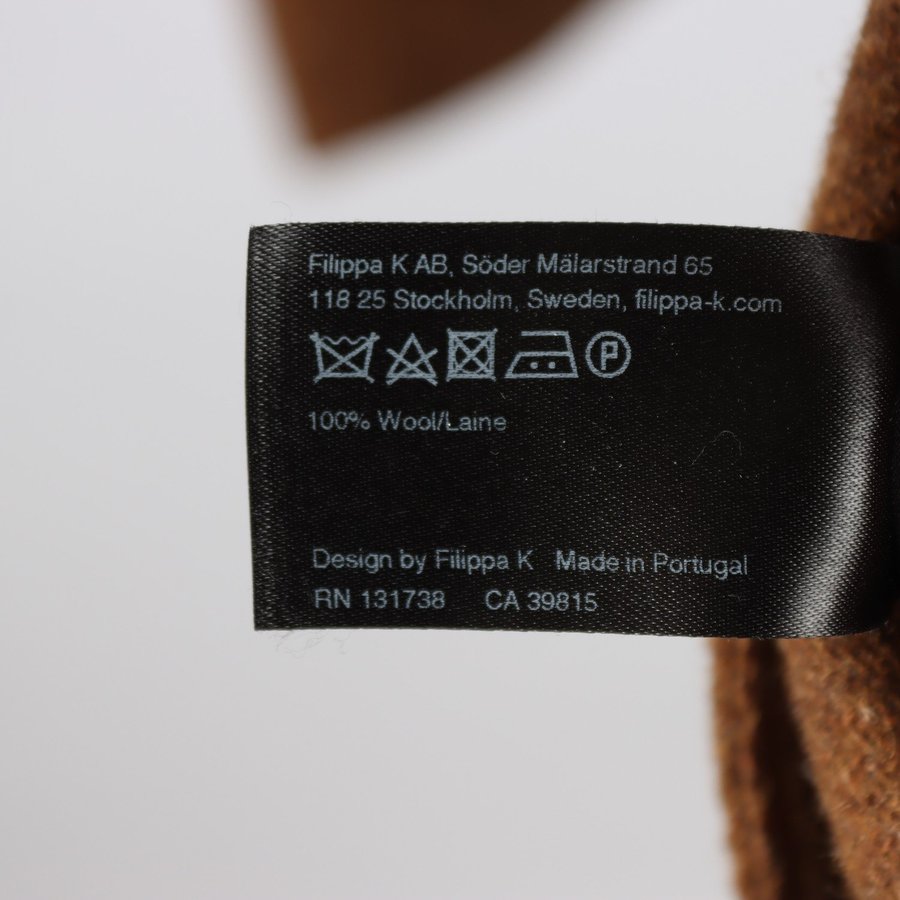 Filippa K AB, Söder Mälarstrand 65
118 25 Stockholm, Sweden, filippa-k.com
P
100% Wool/Laine
Design by Filippa K Made in Portugal
RN 131738 CA 39815